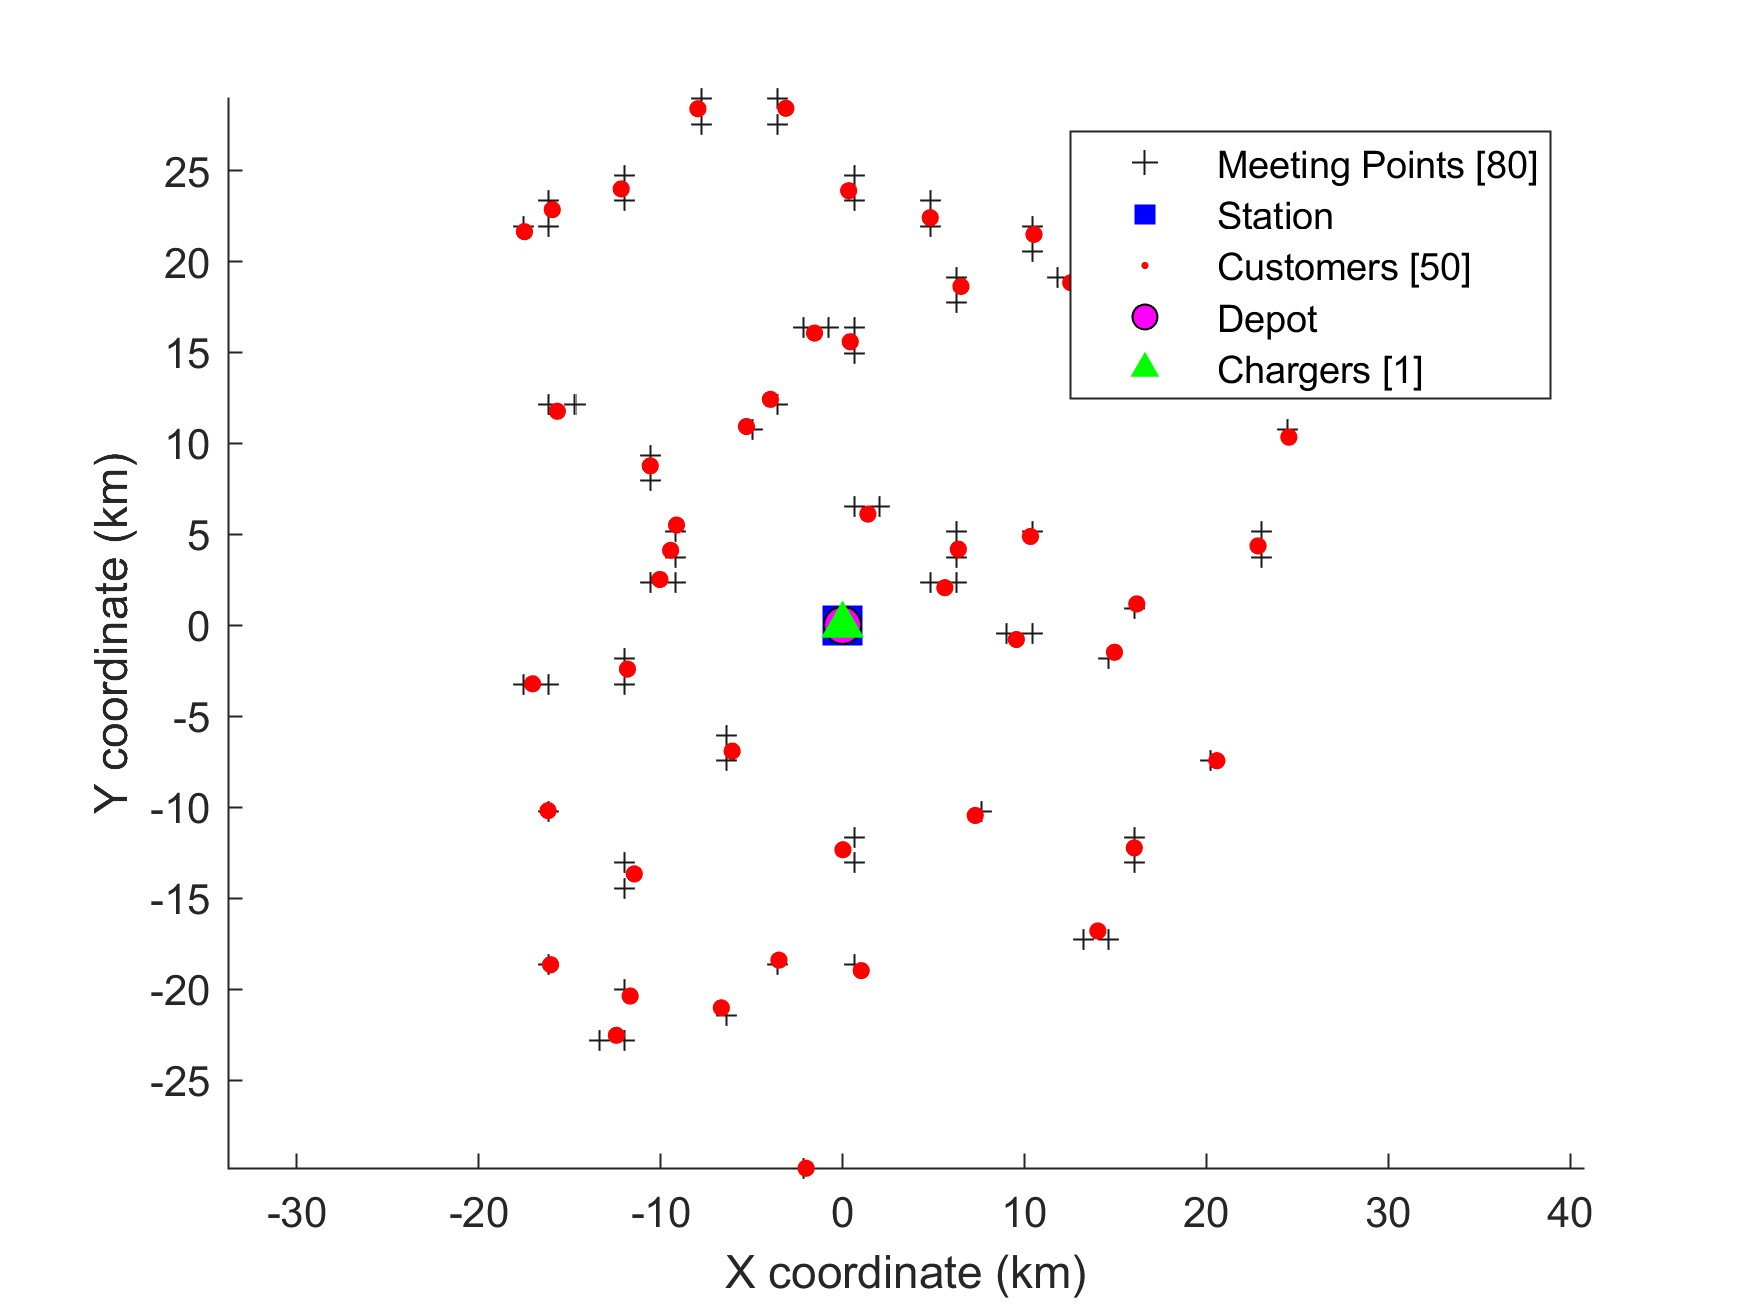 25
20
15
10
5
0
-5
-10
-15
-20
-25
Y coordinate (km)
Meeting Points [80]
Station
Customers [50]
Depot
Chargers [1]
-30 -20 -10 0 10 20 30 40
X coordinate (km)